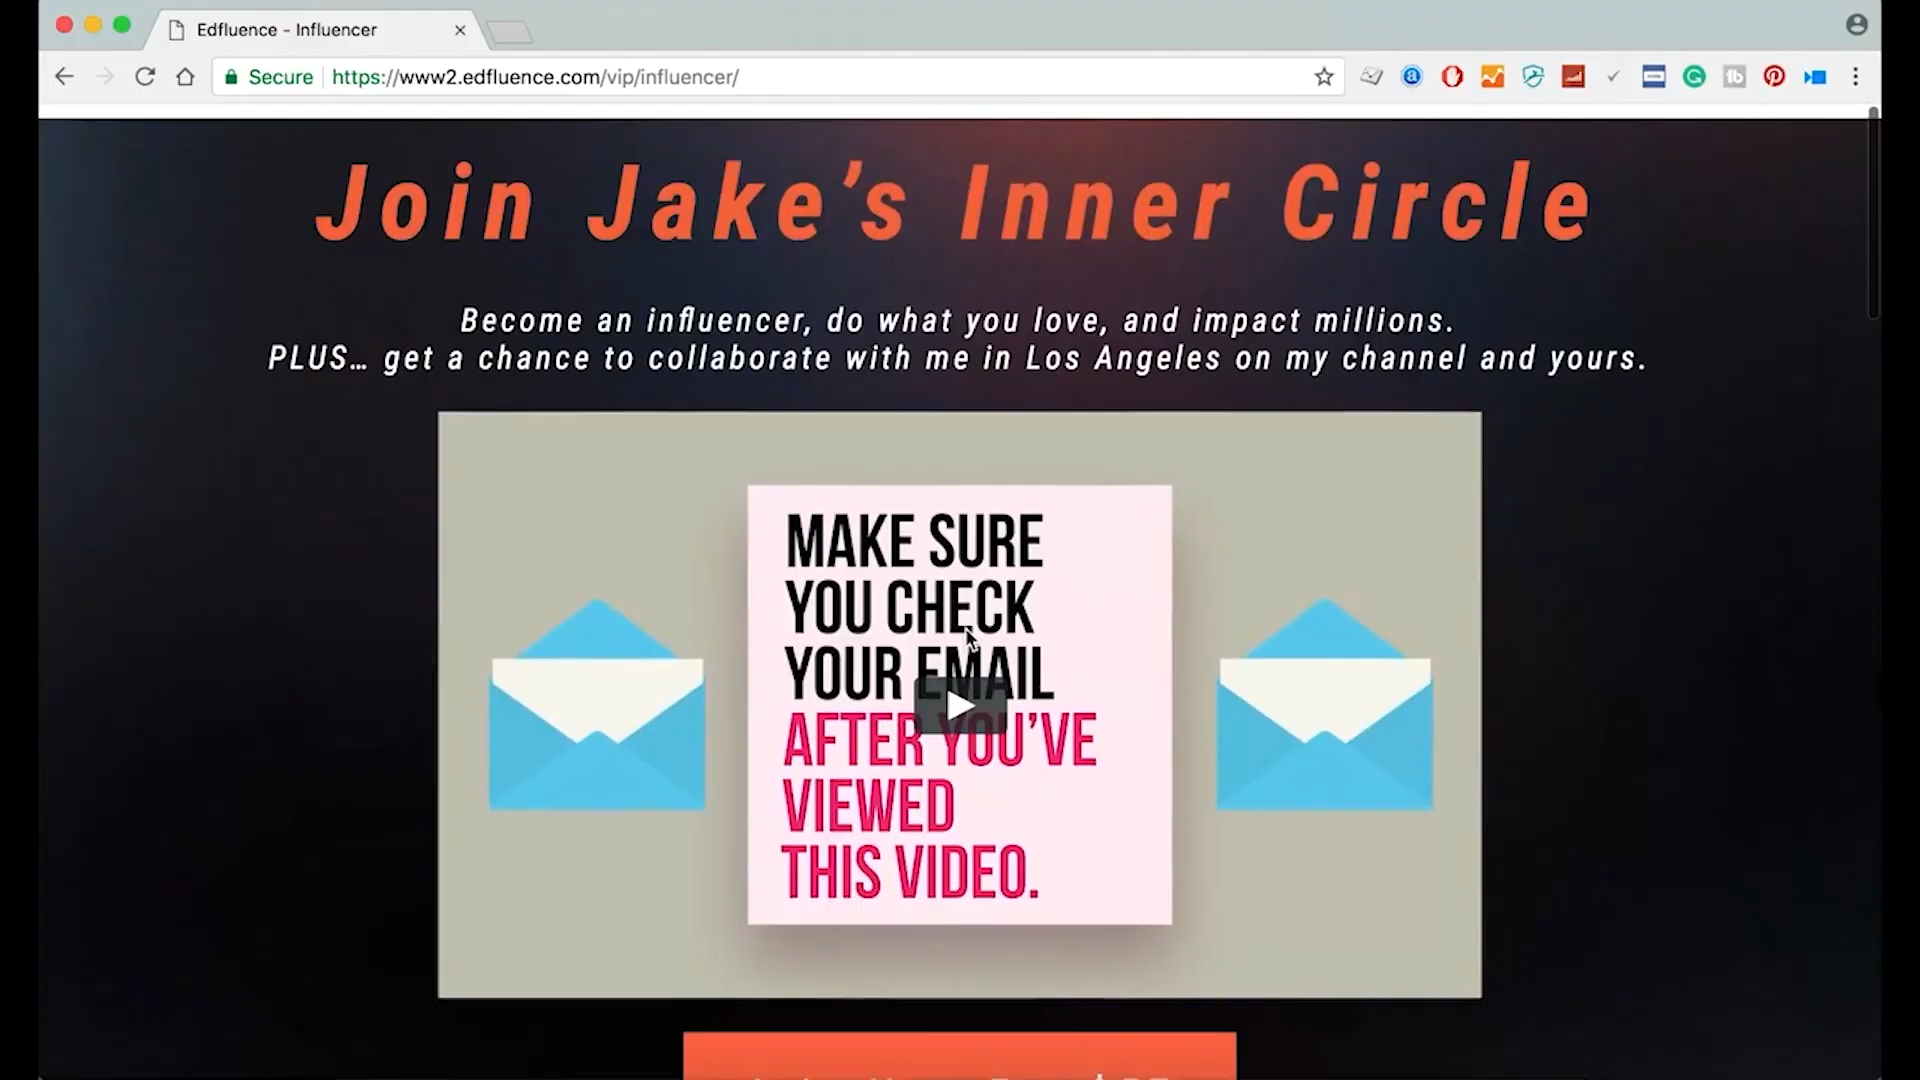 Edfluence - Influencer
Secure https://www2.edfluence.com/vip/influencer/
Join Jake's Inner Circle
Become an influencer, do what you love, and impact millions.
PLUS... get a chance to collaborate with me in Los Angeles on my channel and yours.
MAKE SURE
YOU CHECK
YOUR EMAIL
AFTER YOU'VE
VIEWED
THIS VIDEO.